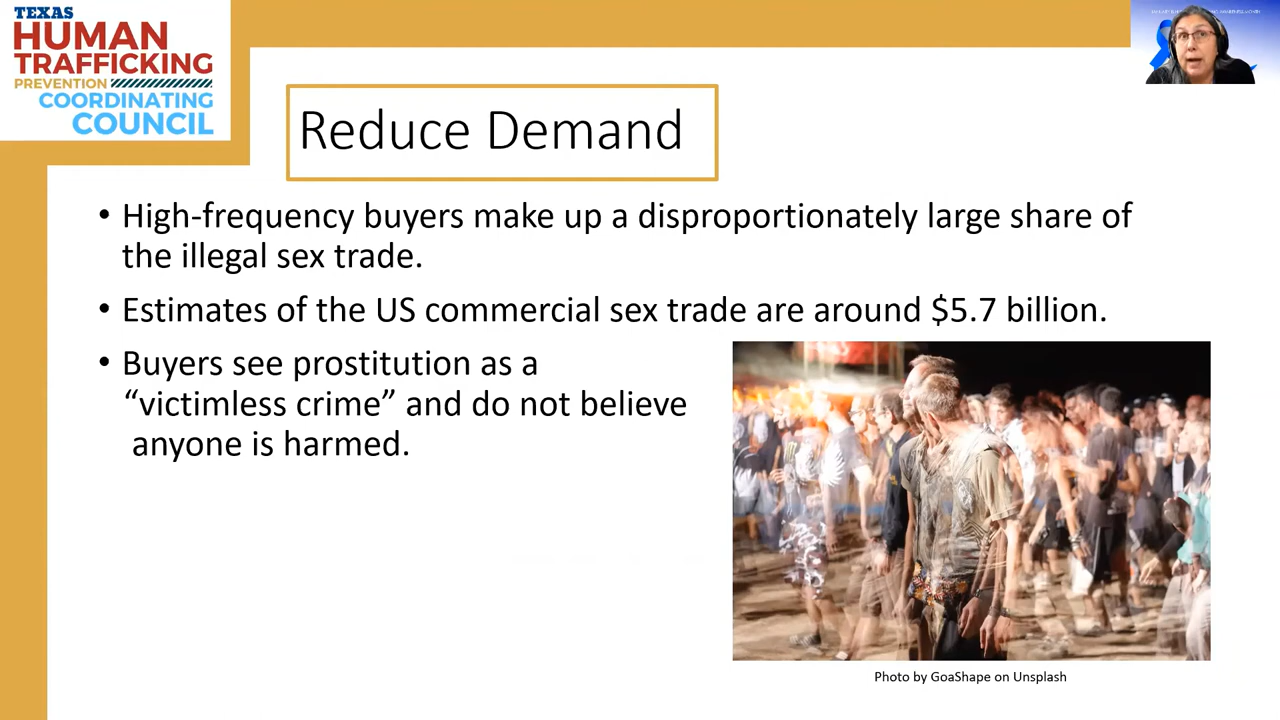 TEXAS
HUMAN
TRAFFICKING
PREVENTION
COORDINATING
COUNCIL
Reduce Demand
• High-frequency buyers make up a disproportionately large share of
the illegal sex trade.
• Estimates of the US commercial sex trade are around $5.7 billion.
• Buyers see prostitution as a
“victimless crime” and do not believe
anyone is harmed.
Photo by GoaShape on Unsplash